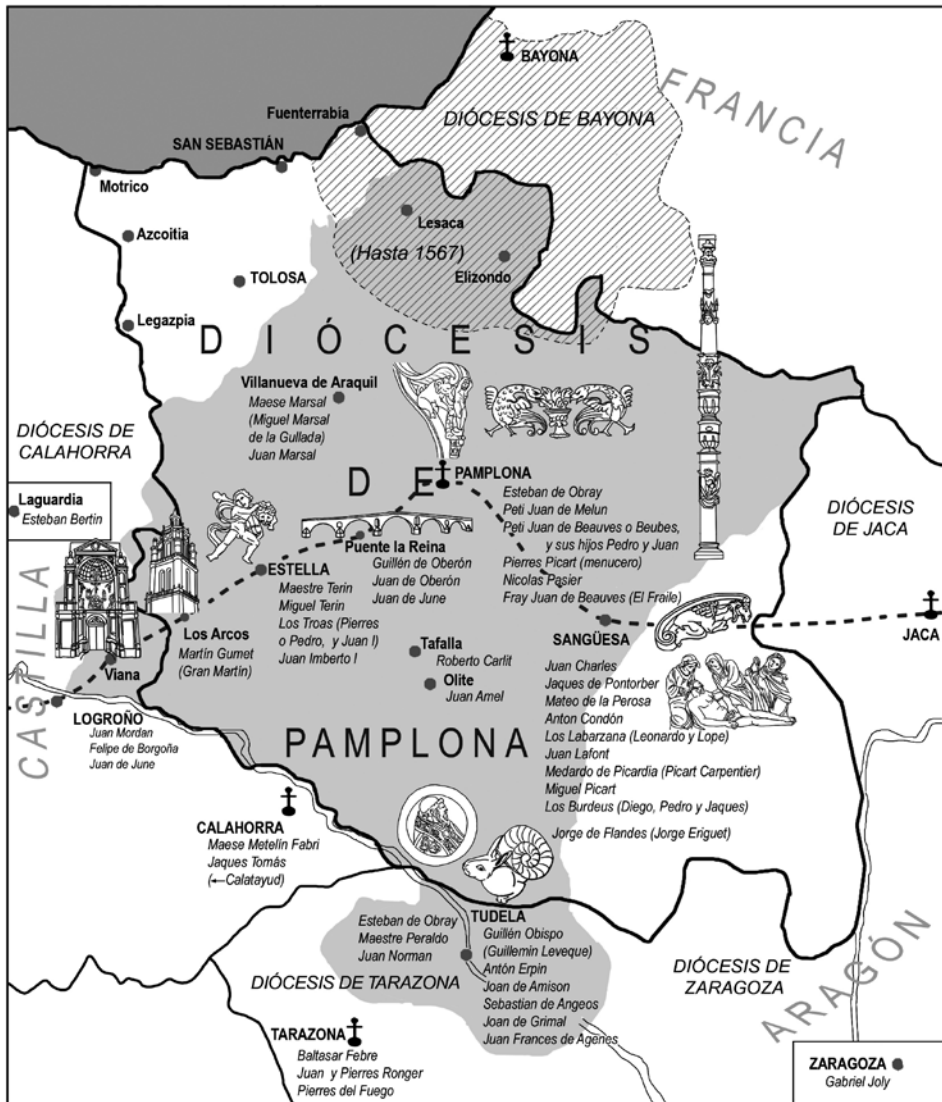 BAYONA
FRANCIA
DIÓCESIS DE BAYONA
Fuenterrabia
SAN SEBASTIÁN
Motrico
Lesaca
Azcoitia
(Hasta 1567)
Elizondo
TOLOSA
Legazpia
DIÓCESIS
Villanueva de Araquil
Maese Marsal
(Miguel Marsal
de la Gullada)
Juan Marsal
DIÓCESIS DE
CALAHORRA
DE
PAMPLONA
Esteban de Obray
Peti Juan de Melun
Peti Juan de Beauves o Beubes,
y sus hijos Pedro y Juan
Pierres Picart (menucero)
Nicolas Pasier
Fray Juan de Beauves (El Fraile)
Laguardia
Esteban Bertin
DIÓCESIS
DE JACA
Puente la Reina
Guillén de Oberón
Juan de Oberón
Juan de June
ESTELLA
Maestre Terin
Miguel Terin
Los Troas (Pierres
o Pedro, y Juan I)
Juan Imberto I
CASTILLA
Los Arcos
Martín Gumet
(Gran Martín)
Tafalla
Roberto Carlit
Olite
Juan Amel
SANGÜESA
Juan Charles
Jaques de Pontorber
Mateo de la Perosa
Anton Condón
Los Labarzana (Leonardo y Lope)
Juan Lafont
Medardo de Picardia (Picart Carpentier)
Miguel Picart
Los Burdeus (Diego, Pedro y Jaques)
Jorge de Flandes (Jorge Eriguet)
JACA
Viana
LOGROÑO
Juan Mordan
Felipe de Borgoña
Juan de June
PAMPLONA
CALAHORRA
Maese Metelín Fabri
Jaques Tomás
(←Calatayud)
Esteban de Obray
Maestre Peraldo
Juan Norman
TUDELA
Guillén Obispo
(Guillemin Leveque)
Antón Erpin
Joan de Amison
Sebastian de Angeos
Joan de Grimal
Juan Frances de Agenes
DIÓCESIS DE TARAZONA
DIÓCESIS DE
ZARAGOZA
ARAGÓN
TARAZONA
Baltasar Febre
Juan y Pierres Ronger
Pierres del Fuego
ZARAGOZA
Gabriel Joly